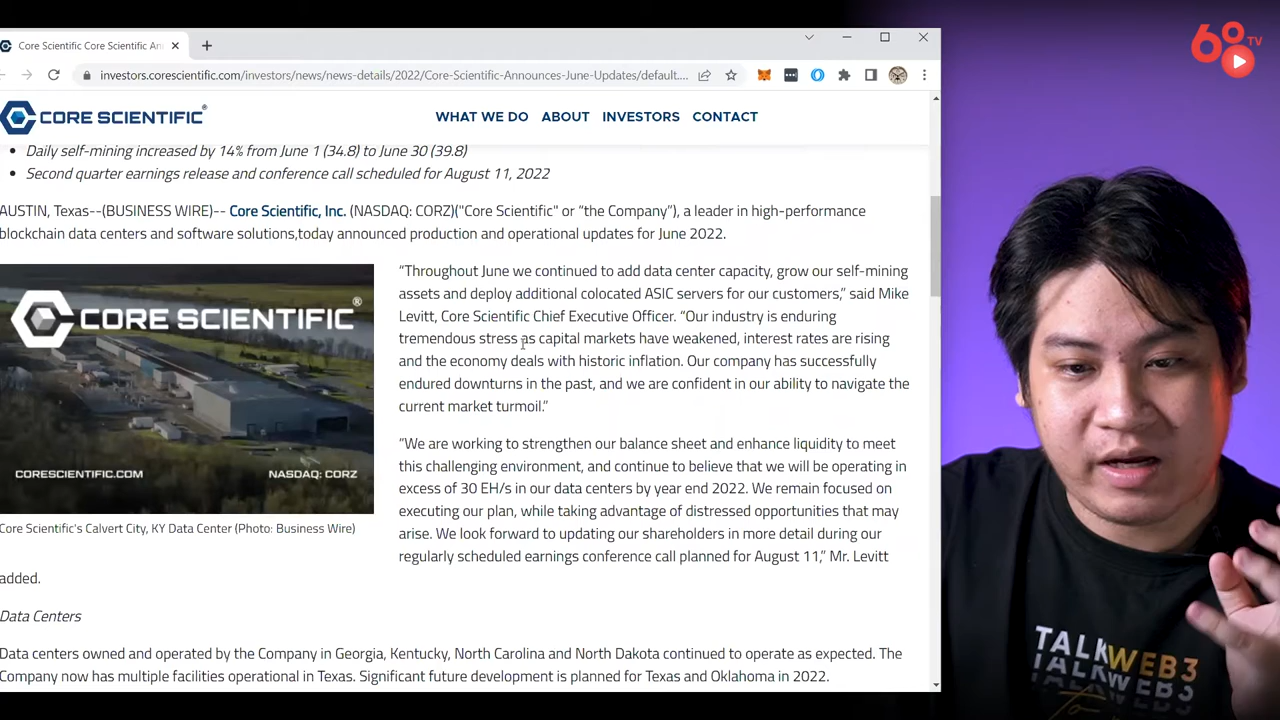 68
TV
Core Scientific Core Scientific An
investors.corescientific.com/investors/news/news-details/2022/Core-Scientific-Announces-June-Updates/default....
CORE SCIENTIFIC®
WHAT WE DO ABOUT INVESTORS CONTACT
• Daily self-mining increased by 14% from June 1 (34.8) to June 30 (39.8)
• Second quarter earnings release and conference call scheduled for August 11, 2022
AUSTIN, Texas--(BUSINESS WIRE)-- Core Scientific, Inc. (NASDAQ: CORZ)("Core Scientific" or “the Company”), a leader in high-performance
blockchain data centers and software solutions,today announced production and operational updates for June 2022.
CORE SCIENTIFIC®
CORESCIENTIFIC.COM NASDAQ: CORZ
Core Scientific's Calvert City, KY Data Center (Photo: Business Wire)
“Throughout June we continued to add data center capacity, grow our self-mining
assets and deploy additional colocated ASIC servers for our customers,” said Mike
Levitt, Core Scientific Chief Executive Officer. “Our industry is enduring
tremendous stress as capital markets have weakened, interest rates are rising
and the economy deals with historic inflation. Our company has successfully
endured downturns in the past, and we are confident in our ability to navigate the
current market turmoil.”
“We are working to strengthen our balance sheet and enhance liquidity to meet
this challenging environment, and continue to believe that we will be operating in
excess of 30 EH/s in our data centers by year end 2022. We remain focused on
executing our plan, while taking advantage of distressed opportunities that may
arise. We look forward to updating our shareholders in more detail during our
regularly scheduled earnings conference call planned for August 11,” Mr. Levitt
added.
Data Centers
Data centers owned and operated by the Company in Georgia, Kentucky, North Carolina and North Dakota continued to operate as expected. The
Company now has multiple facilities operational in Texas. Significant future development is planned for Texas and Oklahoma in 2022.
TALKWEB3
TALKWEB3
TALKWEB3
to